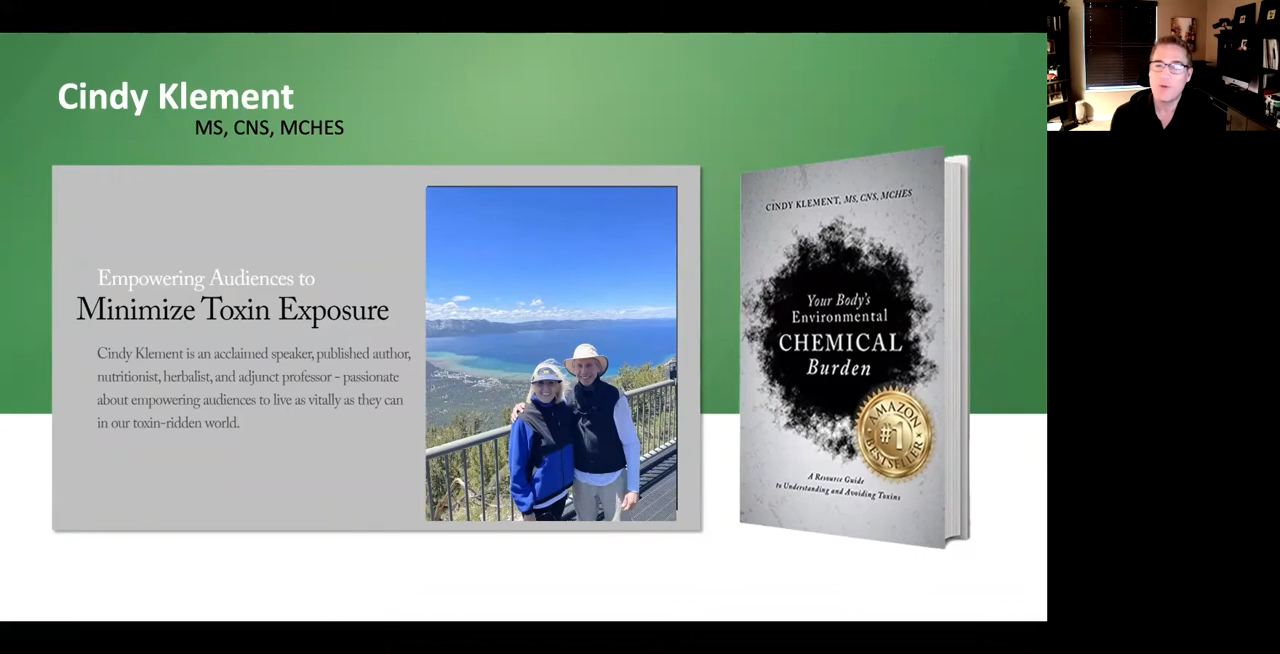 Cindy Klement
MS, CNS, MCHES
Empowering Audiences to
Minimize Toxin Exposure
Cindy Klement is an acclaimed speaker, published author,
nutritionist, herbalist, and adjunct professor - passionate
about empowering audiences to live as vitally as they can
in our toxin-ridden world.
CINDY KLEMENT, MS, CNS, MCHES
Your Body's
Environmental
CHEMICAL
Burden
AMAZON
#1
BESTSELLER
A Resource Guide
to Understanding and Avoiding Toxins